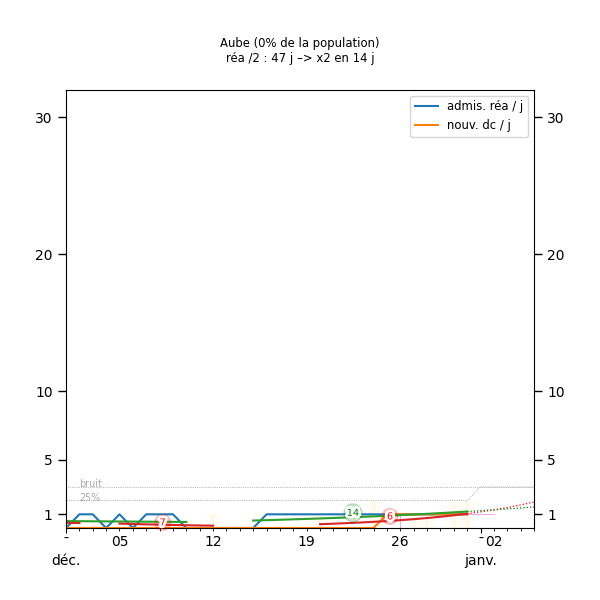 Aube (0% de la population)
réa /2 : 47 j –> x2 en 14 j
admis. réa / j
nouv. dc / j
30
30
20
20
10
10
5
5
bruit
25%
1
1
7
14
6
- 05 12 19 26 - 02
déc. janv.